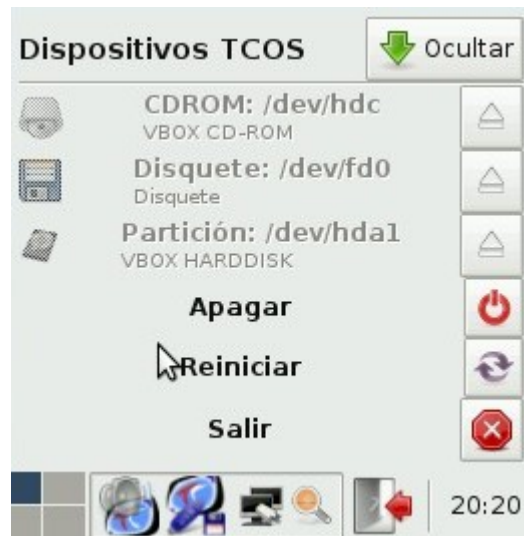 Dispositivos TCOS
Ocultar
CDROM: /dev/hdc
VBOX CD-ROM
Disquete: /dev/fd0
Disquete
Partición: /dev/hda1
VBOX HARDDISK
Apagar
Reiniciar
Salir
20:20